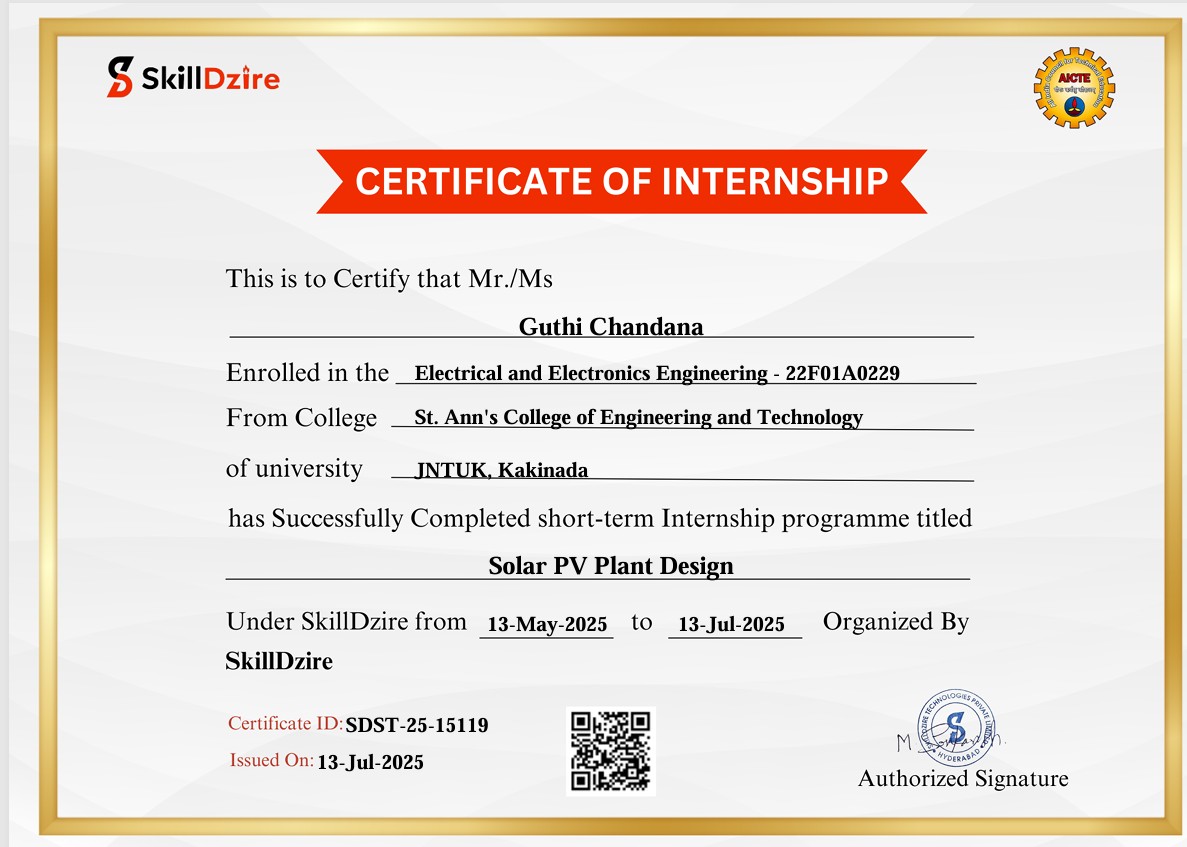 SkillDzire
AICTE
CERTIFICATE OF INTERNSHIP
This is to Certify that Mr./Ms
Guthi Chandana
Enrolled in the Electrical and Electronics Engineering - 22F01A0229
From College St. Ann's College of Engineering and Technology
of university JNTUK, Kakinada
has Successfully Completed short-term Internship programme titled
Solar PV Plant Design
Under SkillDzire from 13-May-2025 to 13-Jul-2025 Organized By
SkillDzire
Certificate ID: SDST-25-15119
Issued On: 13-Jul-2025
SKILLDZIRE TECHNOLOGIES PRIVATE LIMITED
HYDERABAD
Authorized Signature